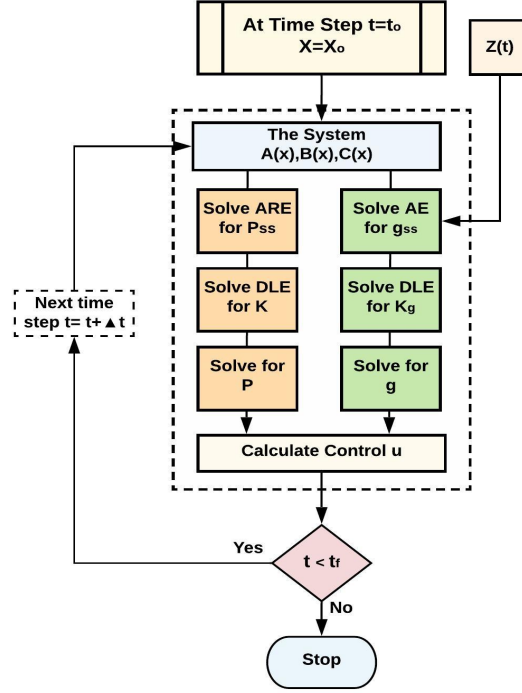 At Time Step t=to
X=Xo
Z(t)
The System
A(x),B(x),C(x)
Solve ARE
for Pss
Solve AE
for gss
Solve DLE
for K
Solve DLE
for Kg
Next time
step t= t+▲t
Solve for
P
Solve for
g
Calculate Control u
Yes
t < tf
No
Stop